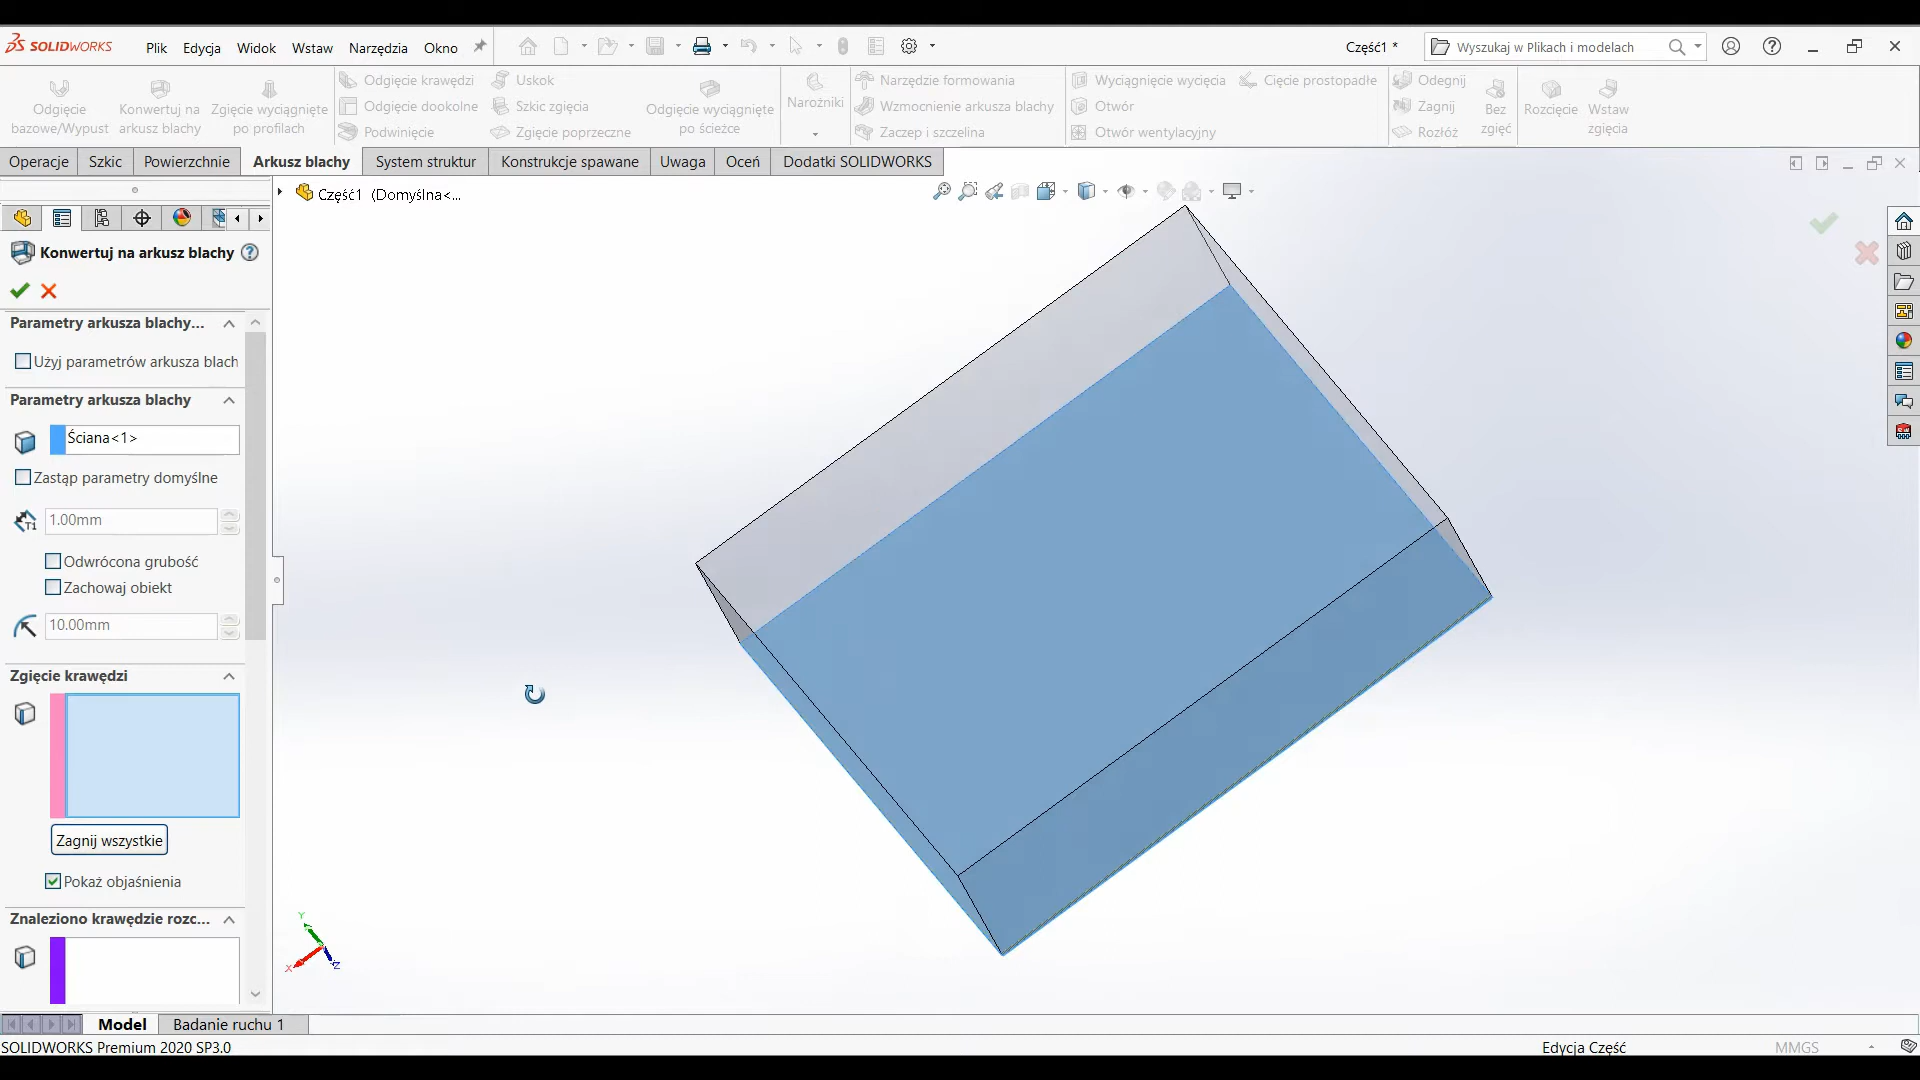 SOLIDWORKS Plik Edycja Widok Wstaw Narzędzia Okno Część1 * Wyszukaj w Plikach i modelach
Odgięcie bazowe/Wypust
Konwertuj na arkusz blachy
Zgięcie wyciągnięte po profilach
Odgięcie krawędzi
Odgięcie dookolne
Podwinięcie
Uskok
Szkic zgięcia
Zgięcie poprzeczne
Odgięcie wyciągnięte po ścieżce
Narożniki
Narzędzie formowania
Wzmocnienie arkusza blachy
Zaczep i szczelina
Wyciągnięcie wycięcia
Otwór
Otwór wentylacyjny
Cięcie prostopadłe
Odegnij
Zagnij
Rozłóż
Bez zgięć
Rozcięcie
Wstaw zgięcia
Operacje Szkic Powierzchnie Arkusz blachy System struktur Konstrukcje spawane Uwaga Oceń Dodatki SOLIDWORKS
Część1 (Domyślna<...
Konwertuj na arkusz blachy
Parametry arkusza blachy...
Użyj parametrów arkusza blach
Parametry arkusza blachy
Ściana<1>
Zastąp parametry domyślne
T1
1.00mm
Odwrócona grubość
Zachowaj obiekt
10.00mm
Zgięcie krawędzi
Zagnij wszystkie
Pokaż objaśnienia
Znaleziono krawędzie rozc...
Y
X
Z
Model Badanie ruchu 1
SOLIDWORKS Premium 2020 SP3.0 Edycja Część MMGS